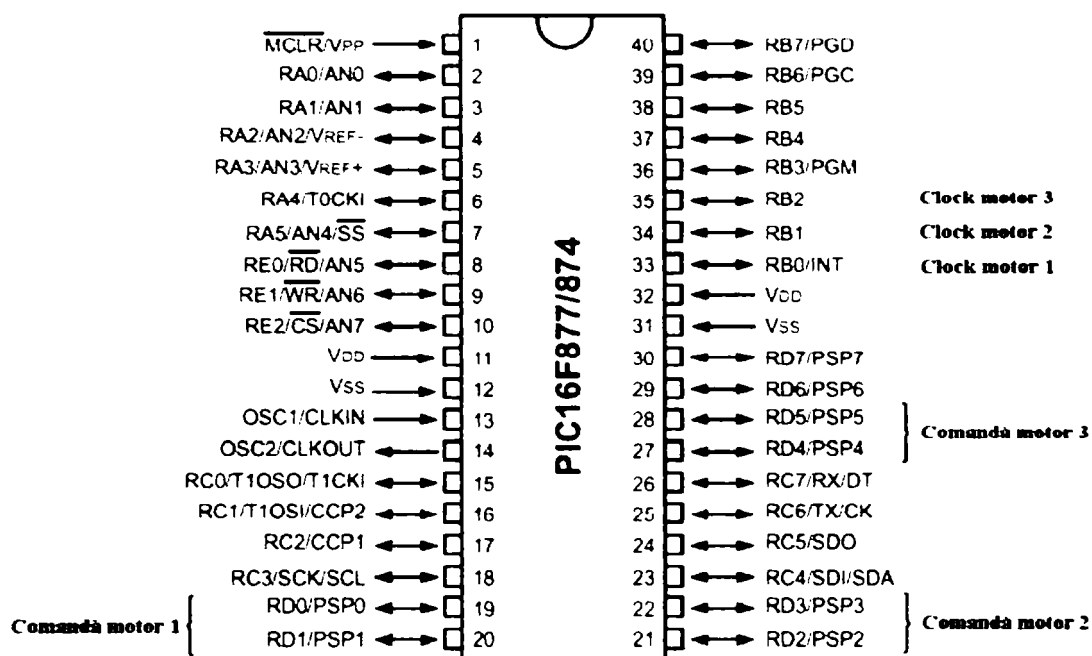 MCLR/VPP 1
RA0/AN0 2
RA1/AN1 3
RA2/AN2/VREF- 4
RA3/AN3/VREF+ 5
RA4/T0CKI 6
RA5/AN4/SS 7
RE0/RD/AN5 8
RE1/WR/AN6 9
RE2/CS/AN7 10
VDD 11
VSS 12
OSC1/CLKIN 13
OSC2/CLKOUT 14
RC0/T1OSO/T1CKI 15
RC1/T1OSI/CCP2 16
RC2/CCP1 17
RC3/SCK/SCL 18
RD0/PSP0 19
RD1/PSP1 20
Comandă motor 1
PIC16F877/874
40 RB7/PGD
39 RB6/PGC
38 RB5
37 RB4
36 RB3/PGM
35 RB2 Clock motor 3
34 RB1 Clock motor 2
33 RB0/INT Clock motor 1
32 VDD
31 VSS
30 RD7/PSP7
29 RD6/PSP6
28 RD5/PSP5
27 RD4/PSP4
Comandă motor 3
26 RC7/RX/DT
25 RC6/TX/CK
24 RC5/SDO
23 RC4/SDI/SDA
22 RD3/PSP3
21 RD2/PSP2
Comandă motor 2